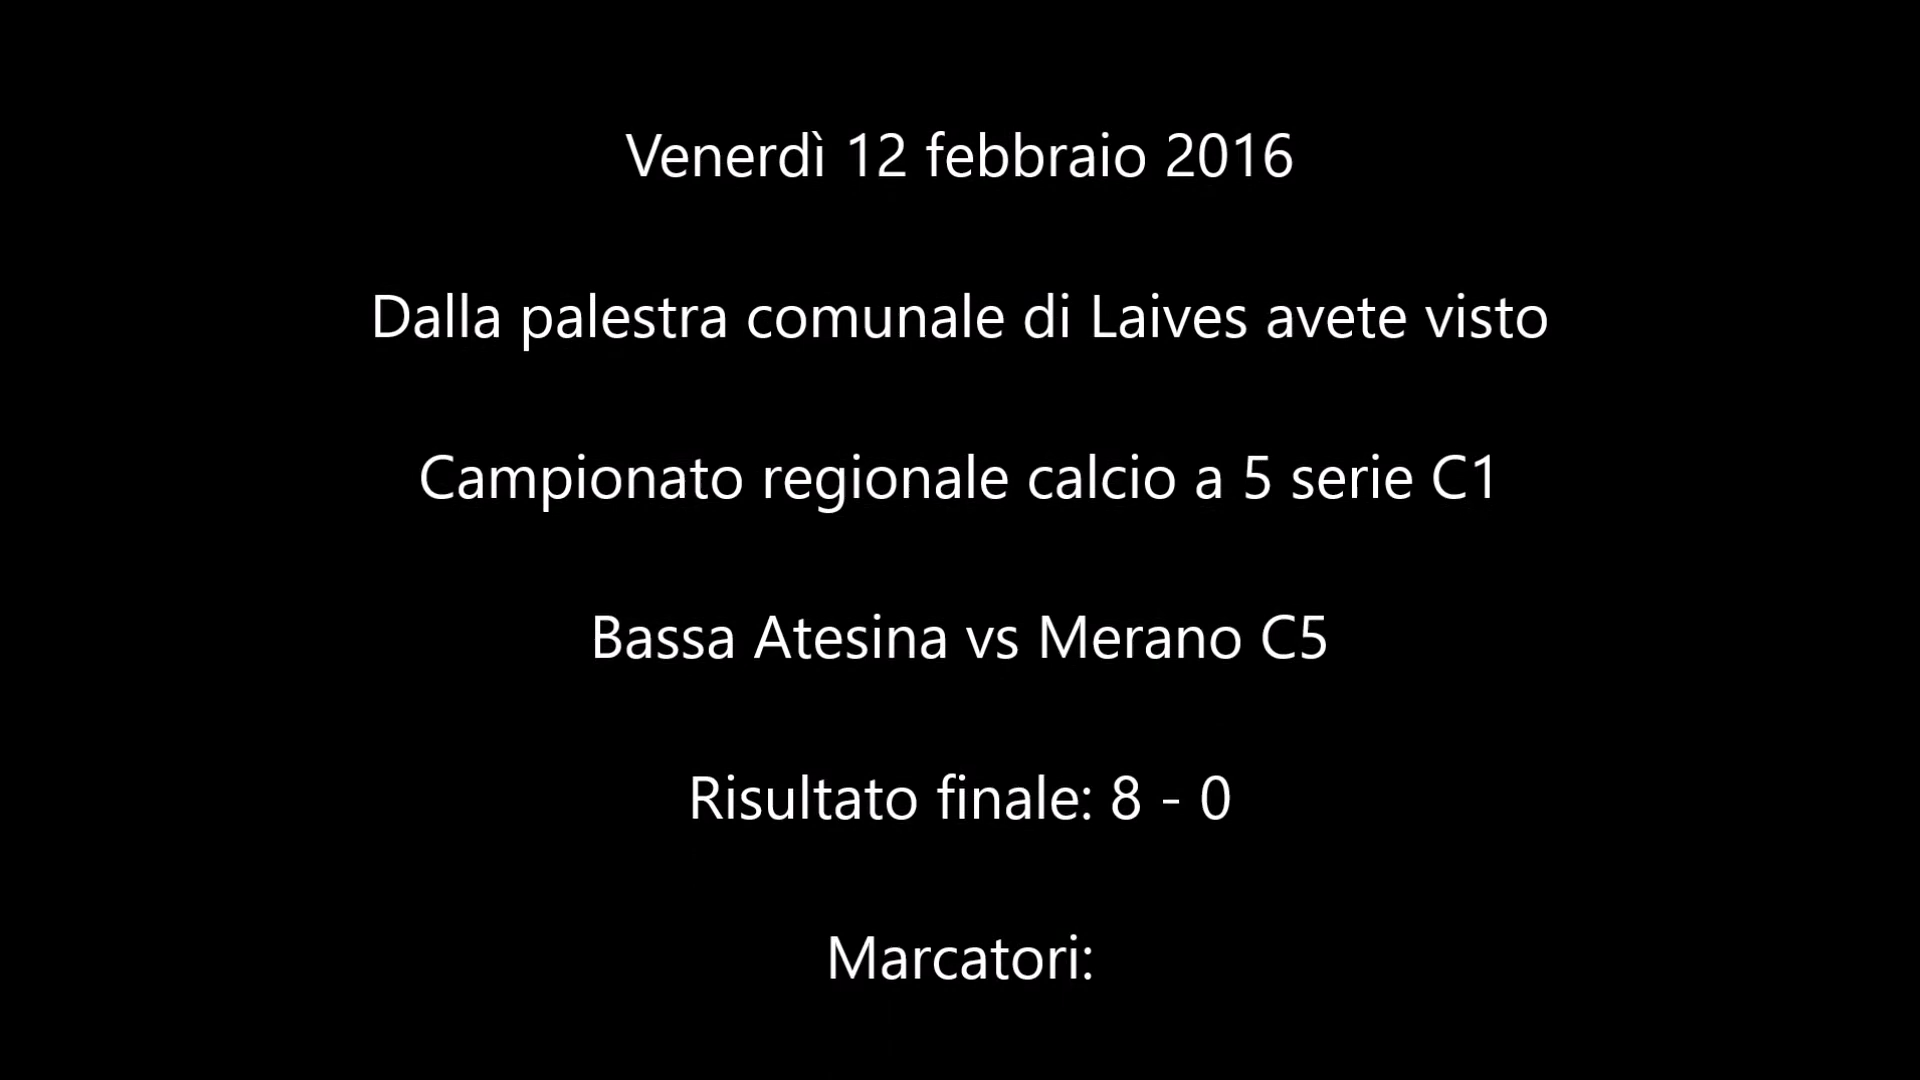 Venerdì 12 febbraio 2016
Dalla palestra comunale di Laives avete visto
Campionato regionale calcio a 5 serie C1
Bassa Atesina vs Merano C5
Risultato finale: 8 - 0
Marcatori: